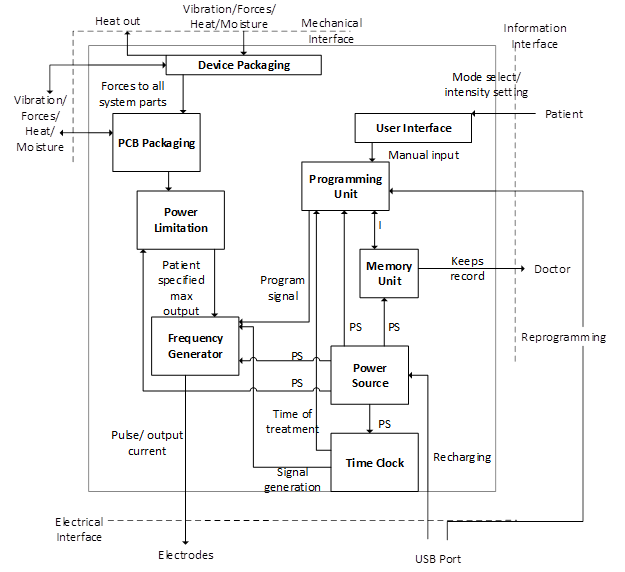 Vibration/Forces/
Heat/Moisture
Heat out
Mechanical
Interface
Information
Interface
Device Packaging
Mode select/
intensity setting
Forces to all
system parts
Vibration/
Forces/
Heat/
Moisture
PCB Packaging
User Interface
Patient
Manual input
Programming
Unit
Power
Limitation
I
Memory
Unit
Keeps
record
Doctor
Patient
specified
max
output
Program
signal
Frequency
Generator
PS
PS
Reprogramming
PS
PS
Power
Source
Time of
treatment
PS
Pulse/ output
current
Time Clock
Recharging
Signal
generation
Electrical
Interface
Electrodes
USB Port